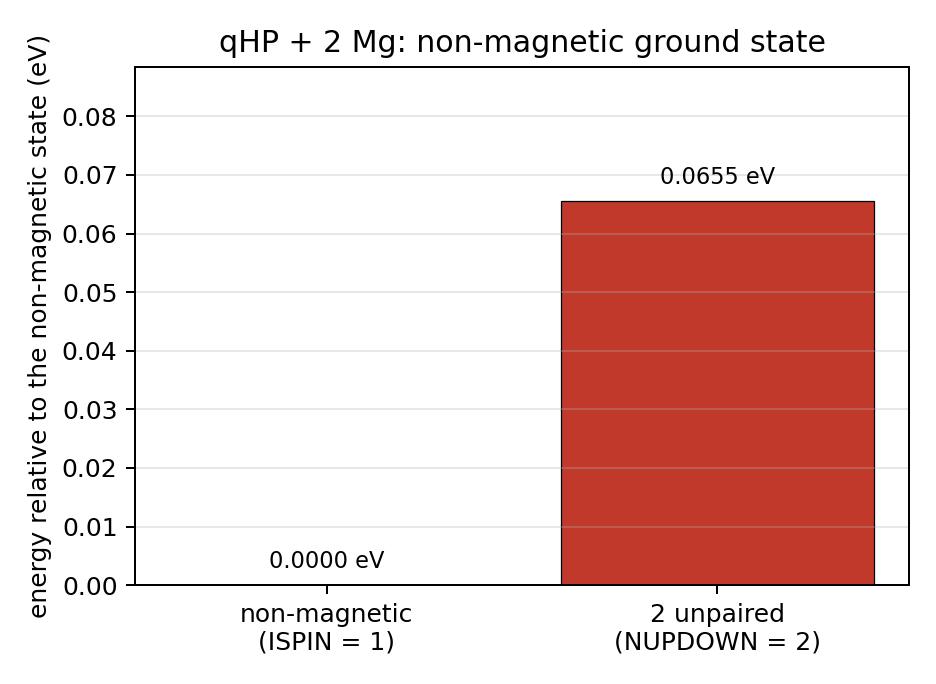 qHP + 2 Mg: non-magnetic ground state
energy relative to the non-magnetic state (eV)
0.08
0.07
0.06
0.05
0.04
0.03
0.02
0.01
0.00
0.0000 eV
0.0655 eV
non-magnetic
(ISPIN = 1)
2 unpaired
(NUPDOWN = 2)